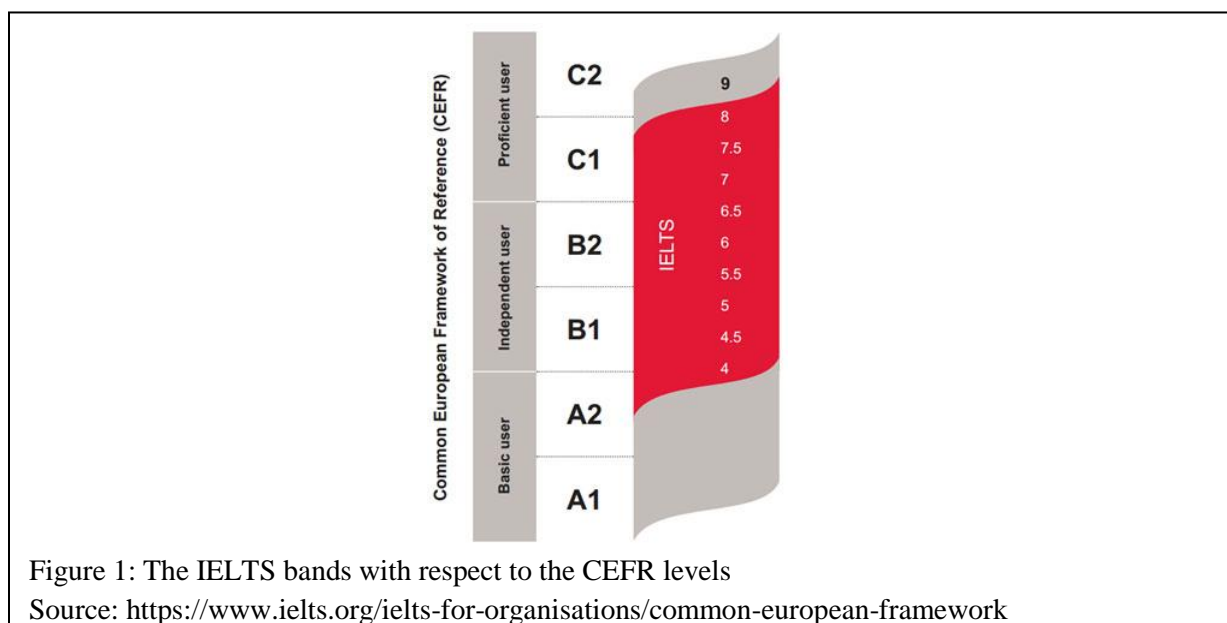 Common European Framework of Reference (CEFR)
Proficient user
Independent user
Basic user
C2
C1
B2
B1
A2
A1
IELTS
9
8
7.5
7
6.5
6
5.5
5
4.5
4
Figure 1: The IELTS bands with respect to the CEFR levels
Source: https://www.ielts.org/ielts-for-organisations/common-european-framework